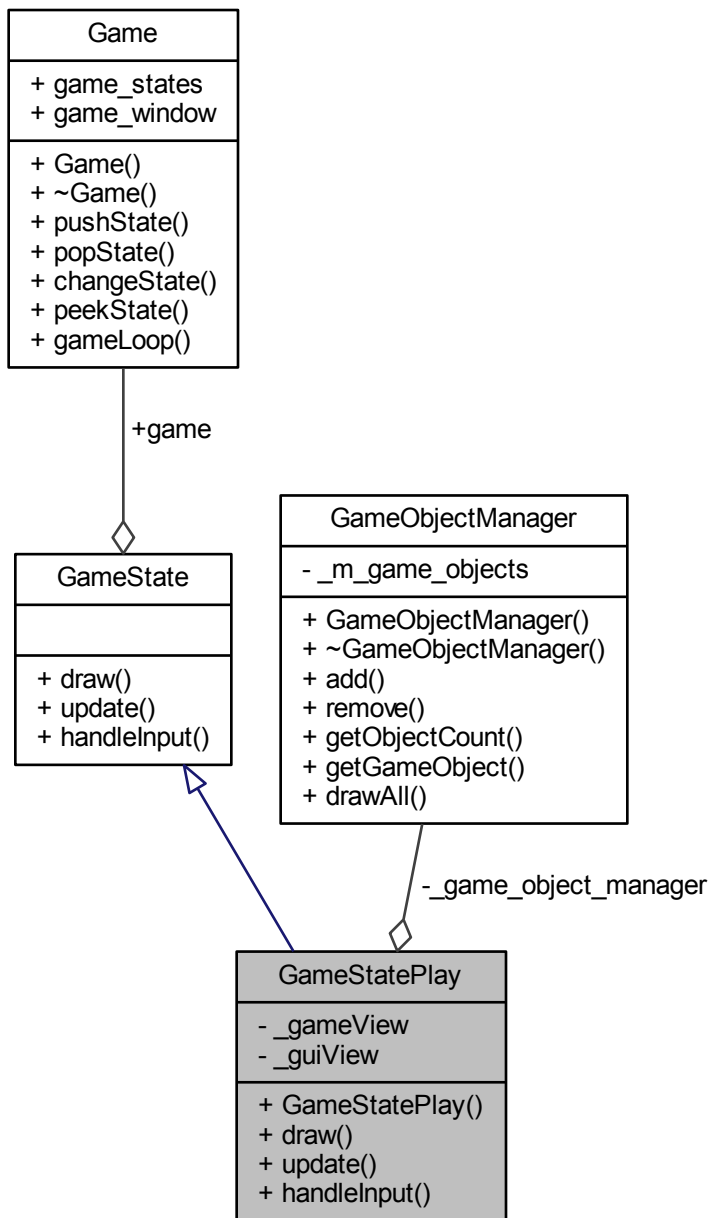 Game
+ game_states
+ game_window
+ Game()
+ ~Game()
+ pushState()
+ popState()
+ changeState()
+ peekState()
+ gameLoop()
+game
GameState
+ draw()
+ update()
+ handleInput()
GameObjectManager
- _m_game_objects
+ GameObjectManager()
+ ~GameObjectManager()
+ add()
+ remove()
+ getObjectCount()
+ getGameObject()
+ drawAll()
-_game_object_manager
GameStatePlay
- _gameView
- _guiView
+ GameStatePlay()
+ draw()
+ update()
+ handleInput()